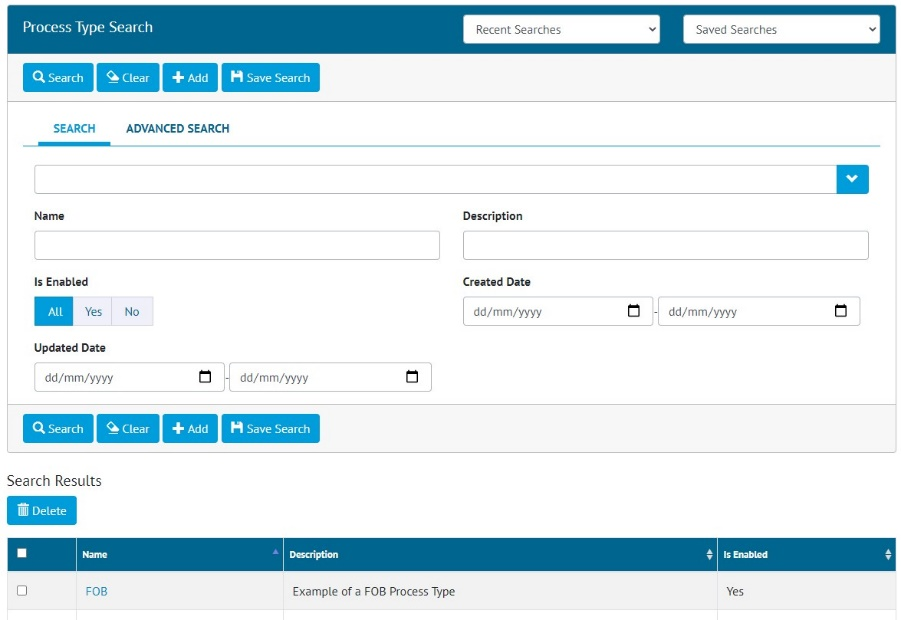 Process Type Search Recent Searches Saved Searches
Search Clear Add Save Search
SEARCH ADVANCED SEARCH
Name Description
Is Enabled Created Date
All Yes No dd/mm/yyyy - dd/mm/yyyy
Updated Date
dd/mm/yyyy - dd/mm/yyyy
Search Clear Add Save Search
Search Results
Delete
Name Description Is Enabled
FOB Example of a FOB Process Type Yes